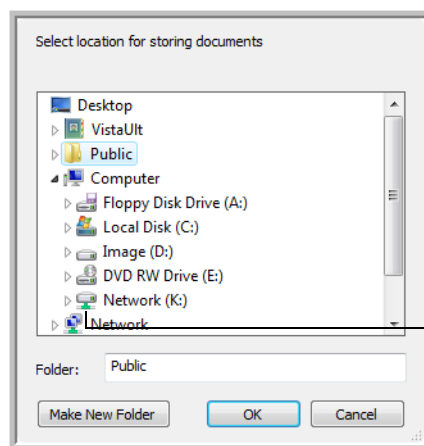 Select location for storing documents
Desktop
VistaUlt
Public
Computer
Floppy Disk Drive (A:)
Local Disk (C:)
Image (D:)
DVD RW Drive (E:)
Network (K:)
Network
Folder: Public
Make New Folder OK Cancel